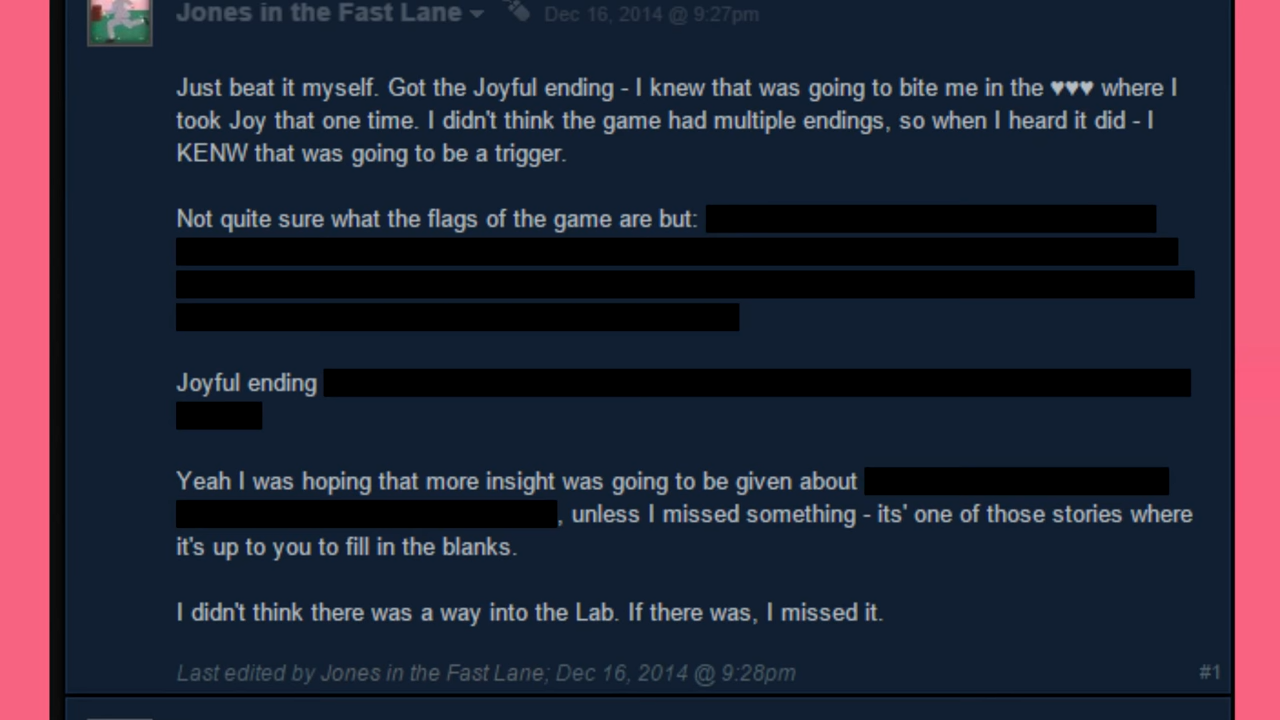 Jones in the Fast Lane Dec 16, 2014 @ 9:27pm
Just beat it myself. Got the Joyful ending - I knew that was going to bite me in the ♥♥♥ where I
took Joy that one time. I didn't think the game had multiple endings, so when I heard it did - I
KENW that was going to be a trigger.
Not quite sure what the flags of the game are but:
Joyful ending
Yeah I was hoping that more insight was going to be given about
, unless I missed something - its' one of those stories where
it's up to you to fill in the blanks.
I didn't think there was a way into the Lab. If there was, I missed it.
Last edited by Jones in the Fast Lane; Dec 16, 2014 @ 9:28pm
#1